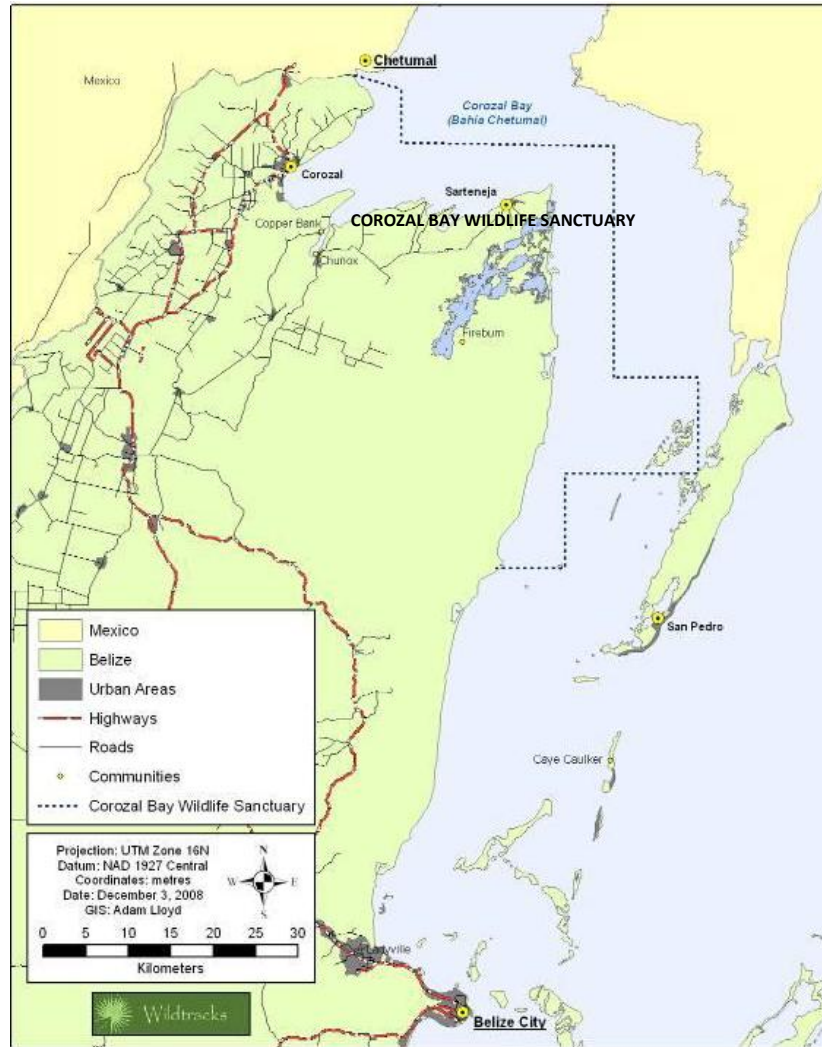 Chetumal
Mexico
Corozal Bay
(Bahía Chetumal)
Corozal
Sarteneja
COROZAL BAY WILDLIFE SANCTUARY
Copper Bank
Chunox
Fireburn
San Pedro
Caye Caulker
Mexico
Belize
Urban Areas
Highways
Roads
Communities
Corozal Bay Wildlife Sanctuary
Projection: UTM Zone 16N
Datum: NAD 1927 Central
Coordinates: metres
Date: December 3, 2008
GIS: Adam Lloyd
N
W E
S
0 5 10 15 20 25 30
Kilometers
Ladyville
Wildtracks
Belize City